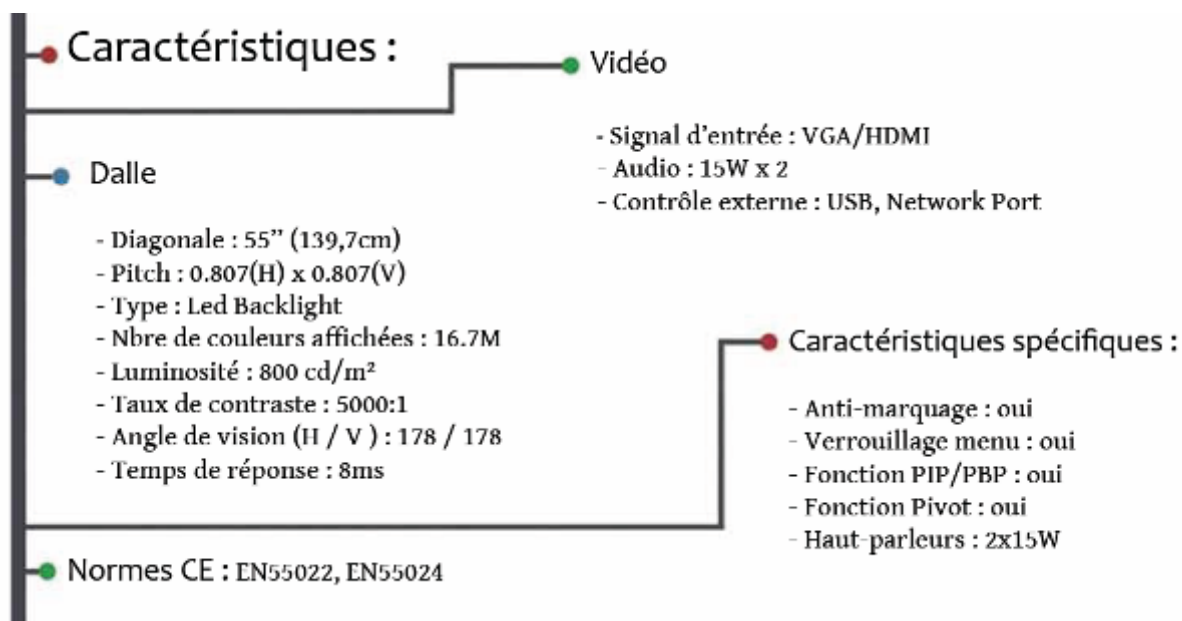 Caractéristiques :
Vidéo
- Signal d'entrée : VGA/HDMI
- Audio : 15W x 2
- Contrôle externe : USB, Network Port
Dalle
- Diagonale : 55’’ (139,7cm)
- Pitch : 0.807(H) x 0.807(V)
- Type : Led Backlight
- Nbre de couleurs affichées : 16.7M
- Luminosité : 800 cd/m²
- Taux de contraste : 5000:1
- Angle de vision (H / V ) : 178 / 178
- Temps de réponse : 8ms
Caractéristiques spécifiques :
- Anti-marquage : oui
- Verrouillage menu : oui
- Fonction PIP/PBP : oui
- Fonction Pivot : oui
- Haut-parleurs : 2x15W
Normes CE : EN55022, EN55024